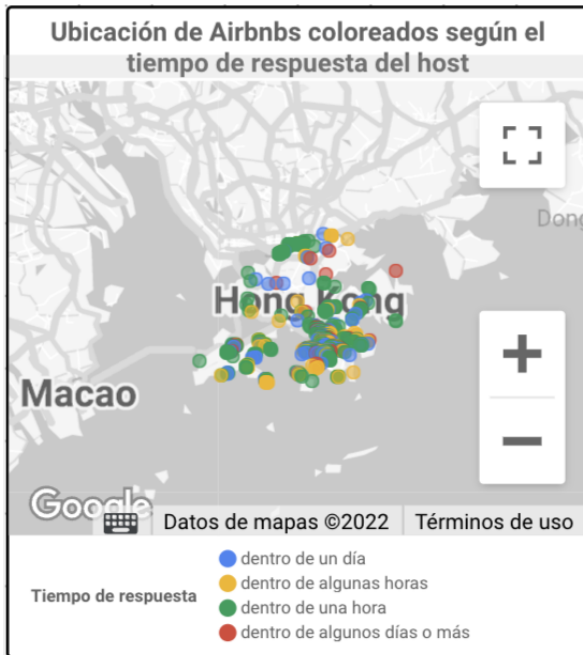 Ubicación de Airbnbs coloreados según el
tiempo de respuesta del host
Dong
Hong Kong
Macao
Google
Datos de mapas ©2022
Términos de uso
Tiempo de respuesta
dentro de un día
dentro de algunas horas
dentro de una hora
dentro de algunos días o más